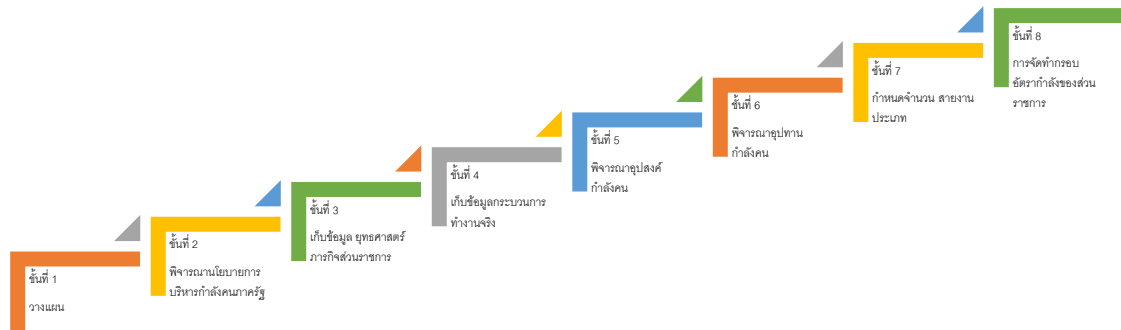 ขั้นที่ 1
วางแผน
ขั้นที่ 2
พิจารณานโยบายการ
บริหารกำลังคนภาครัฐ
ขั้นที่ 3
เก็บข้อมูล ยุทธศาสตร์
ภารกิจส่วนราชการ
ขั้นที่ 4
เก็บข้อมูลกระบวนการ
ทำงานจริง
ขั้นที่ 5
พิจารณาอุปสงค์
กำลังคน
ขั้นที่ 6
พิจารณาอุปทาน
กำลังคน
ขั้นที่ 7
กำหนดจำนวน สายงาน
ประเภท
ขั้นที่ 8
การจัดทำกรอบ
อัตรากำลังของส่วน
ราชการ